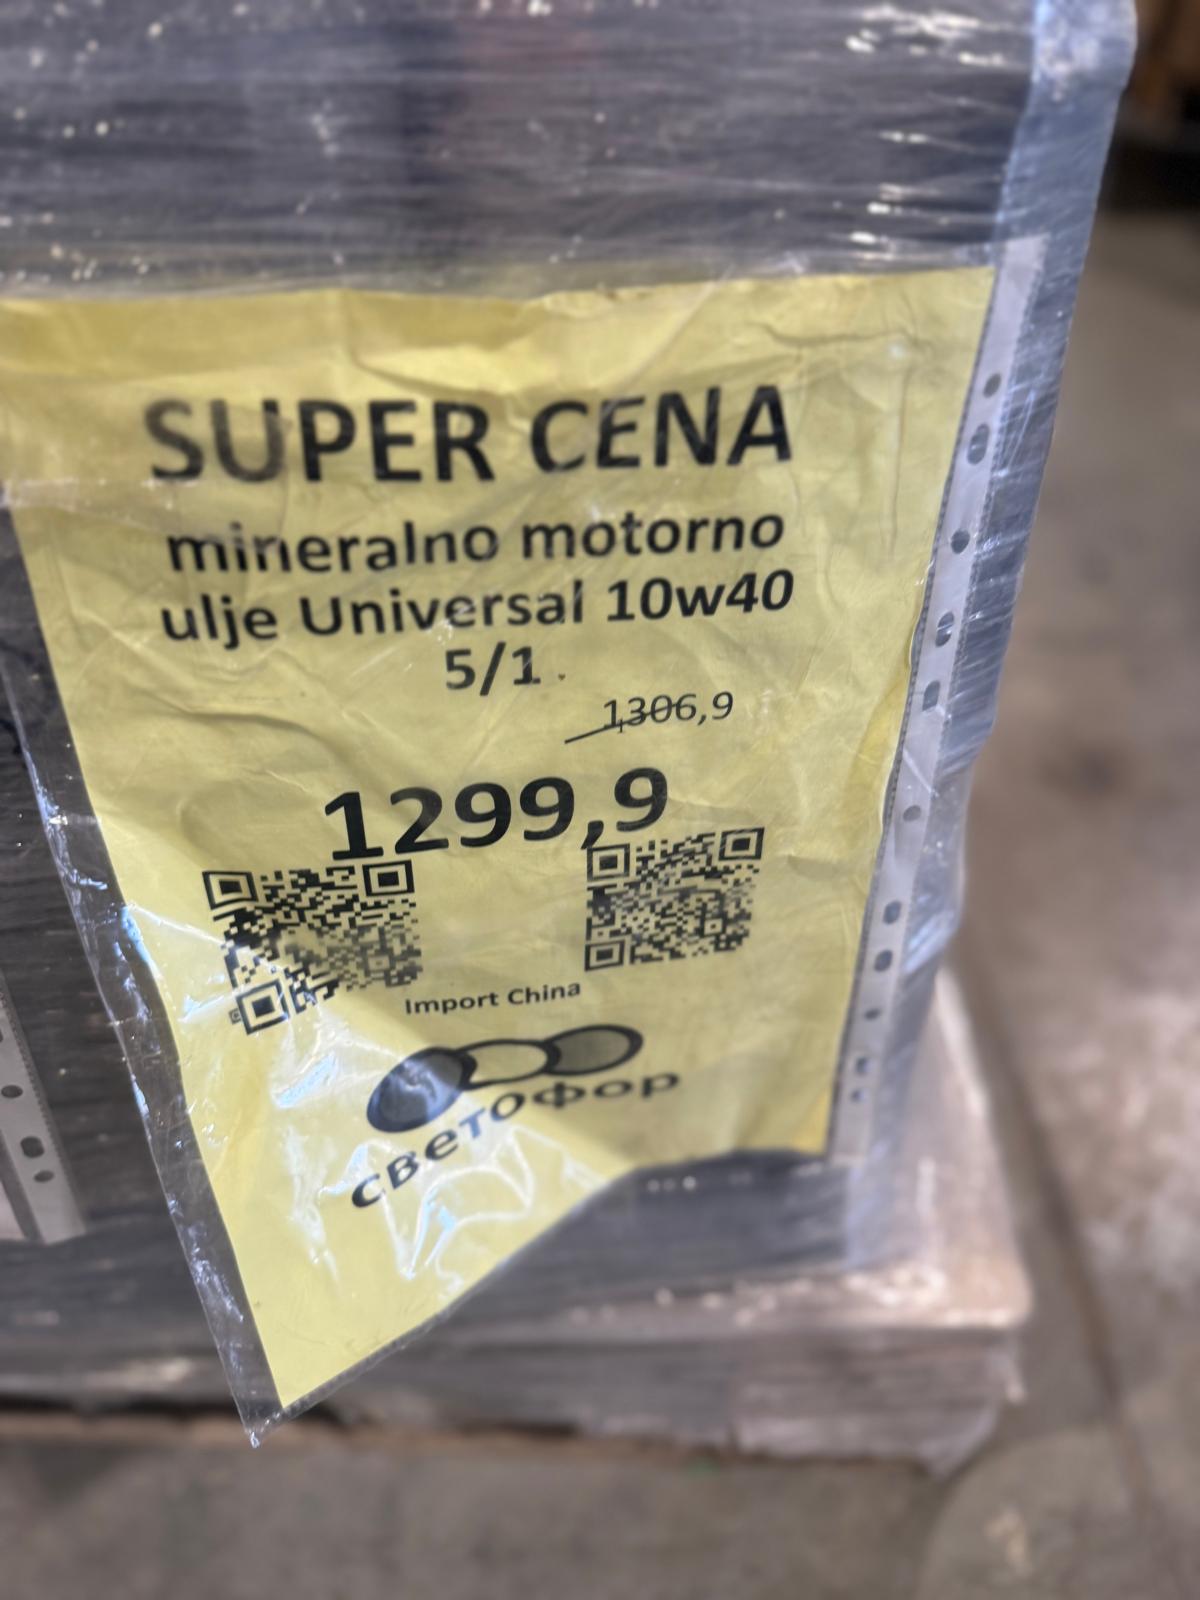 SUPER CENA
mineralno motorno
ulje Universal 10w40
5/1
1306,9
1299,9
Import China
светофор